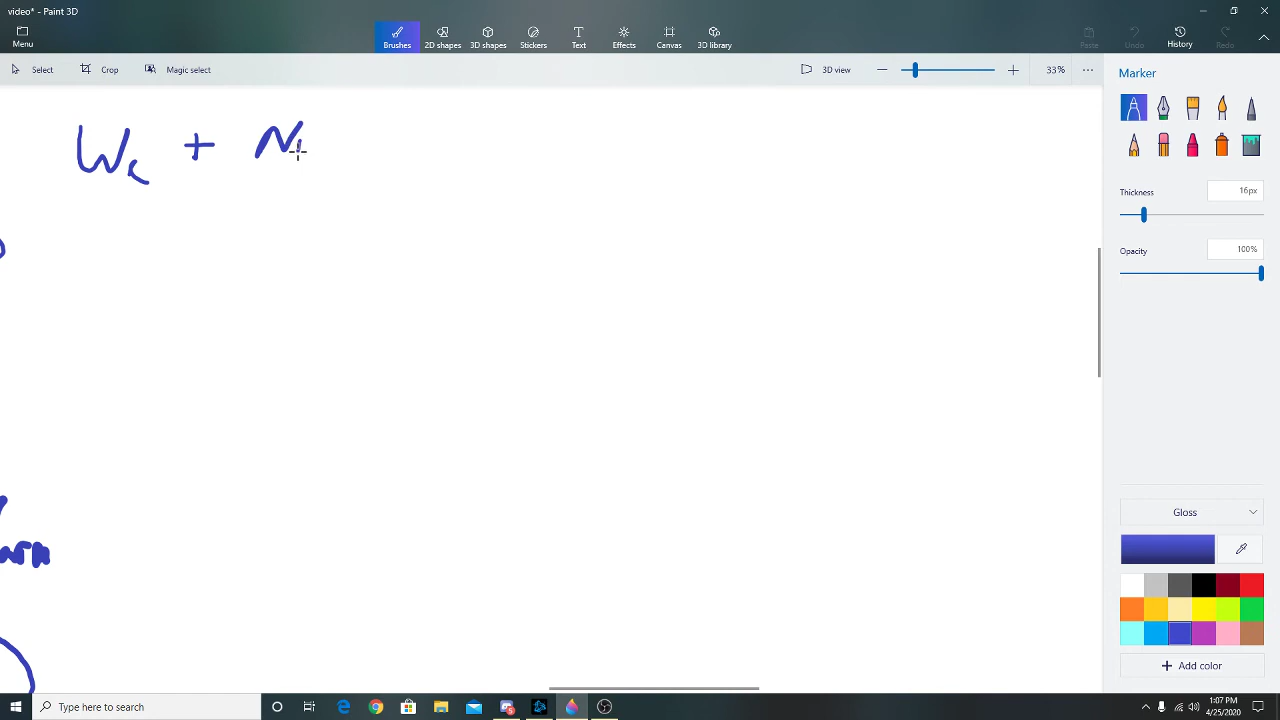 video* - Paint 3D
Menu
Brushes
2D shapes
3D shapes
Stickers
Text
Effects
Canvas
3D library
Paste
Undo
History
Redo
Select
Crop
Magic select
3D view
33%
Marker
Thickness
16px
Opacity
100%
Gloss
Add color
Wc + N
Type here to search
1:07 PM
4/25/2020